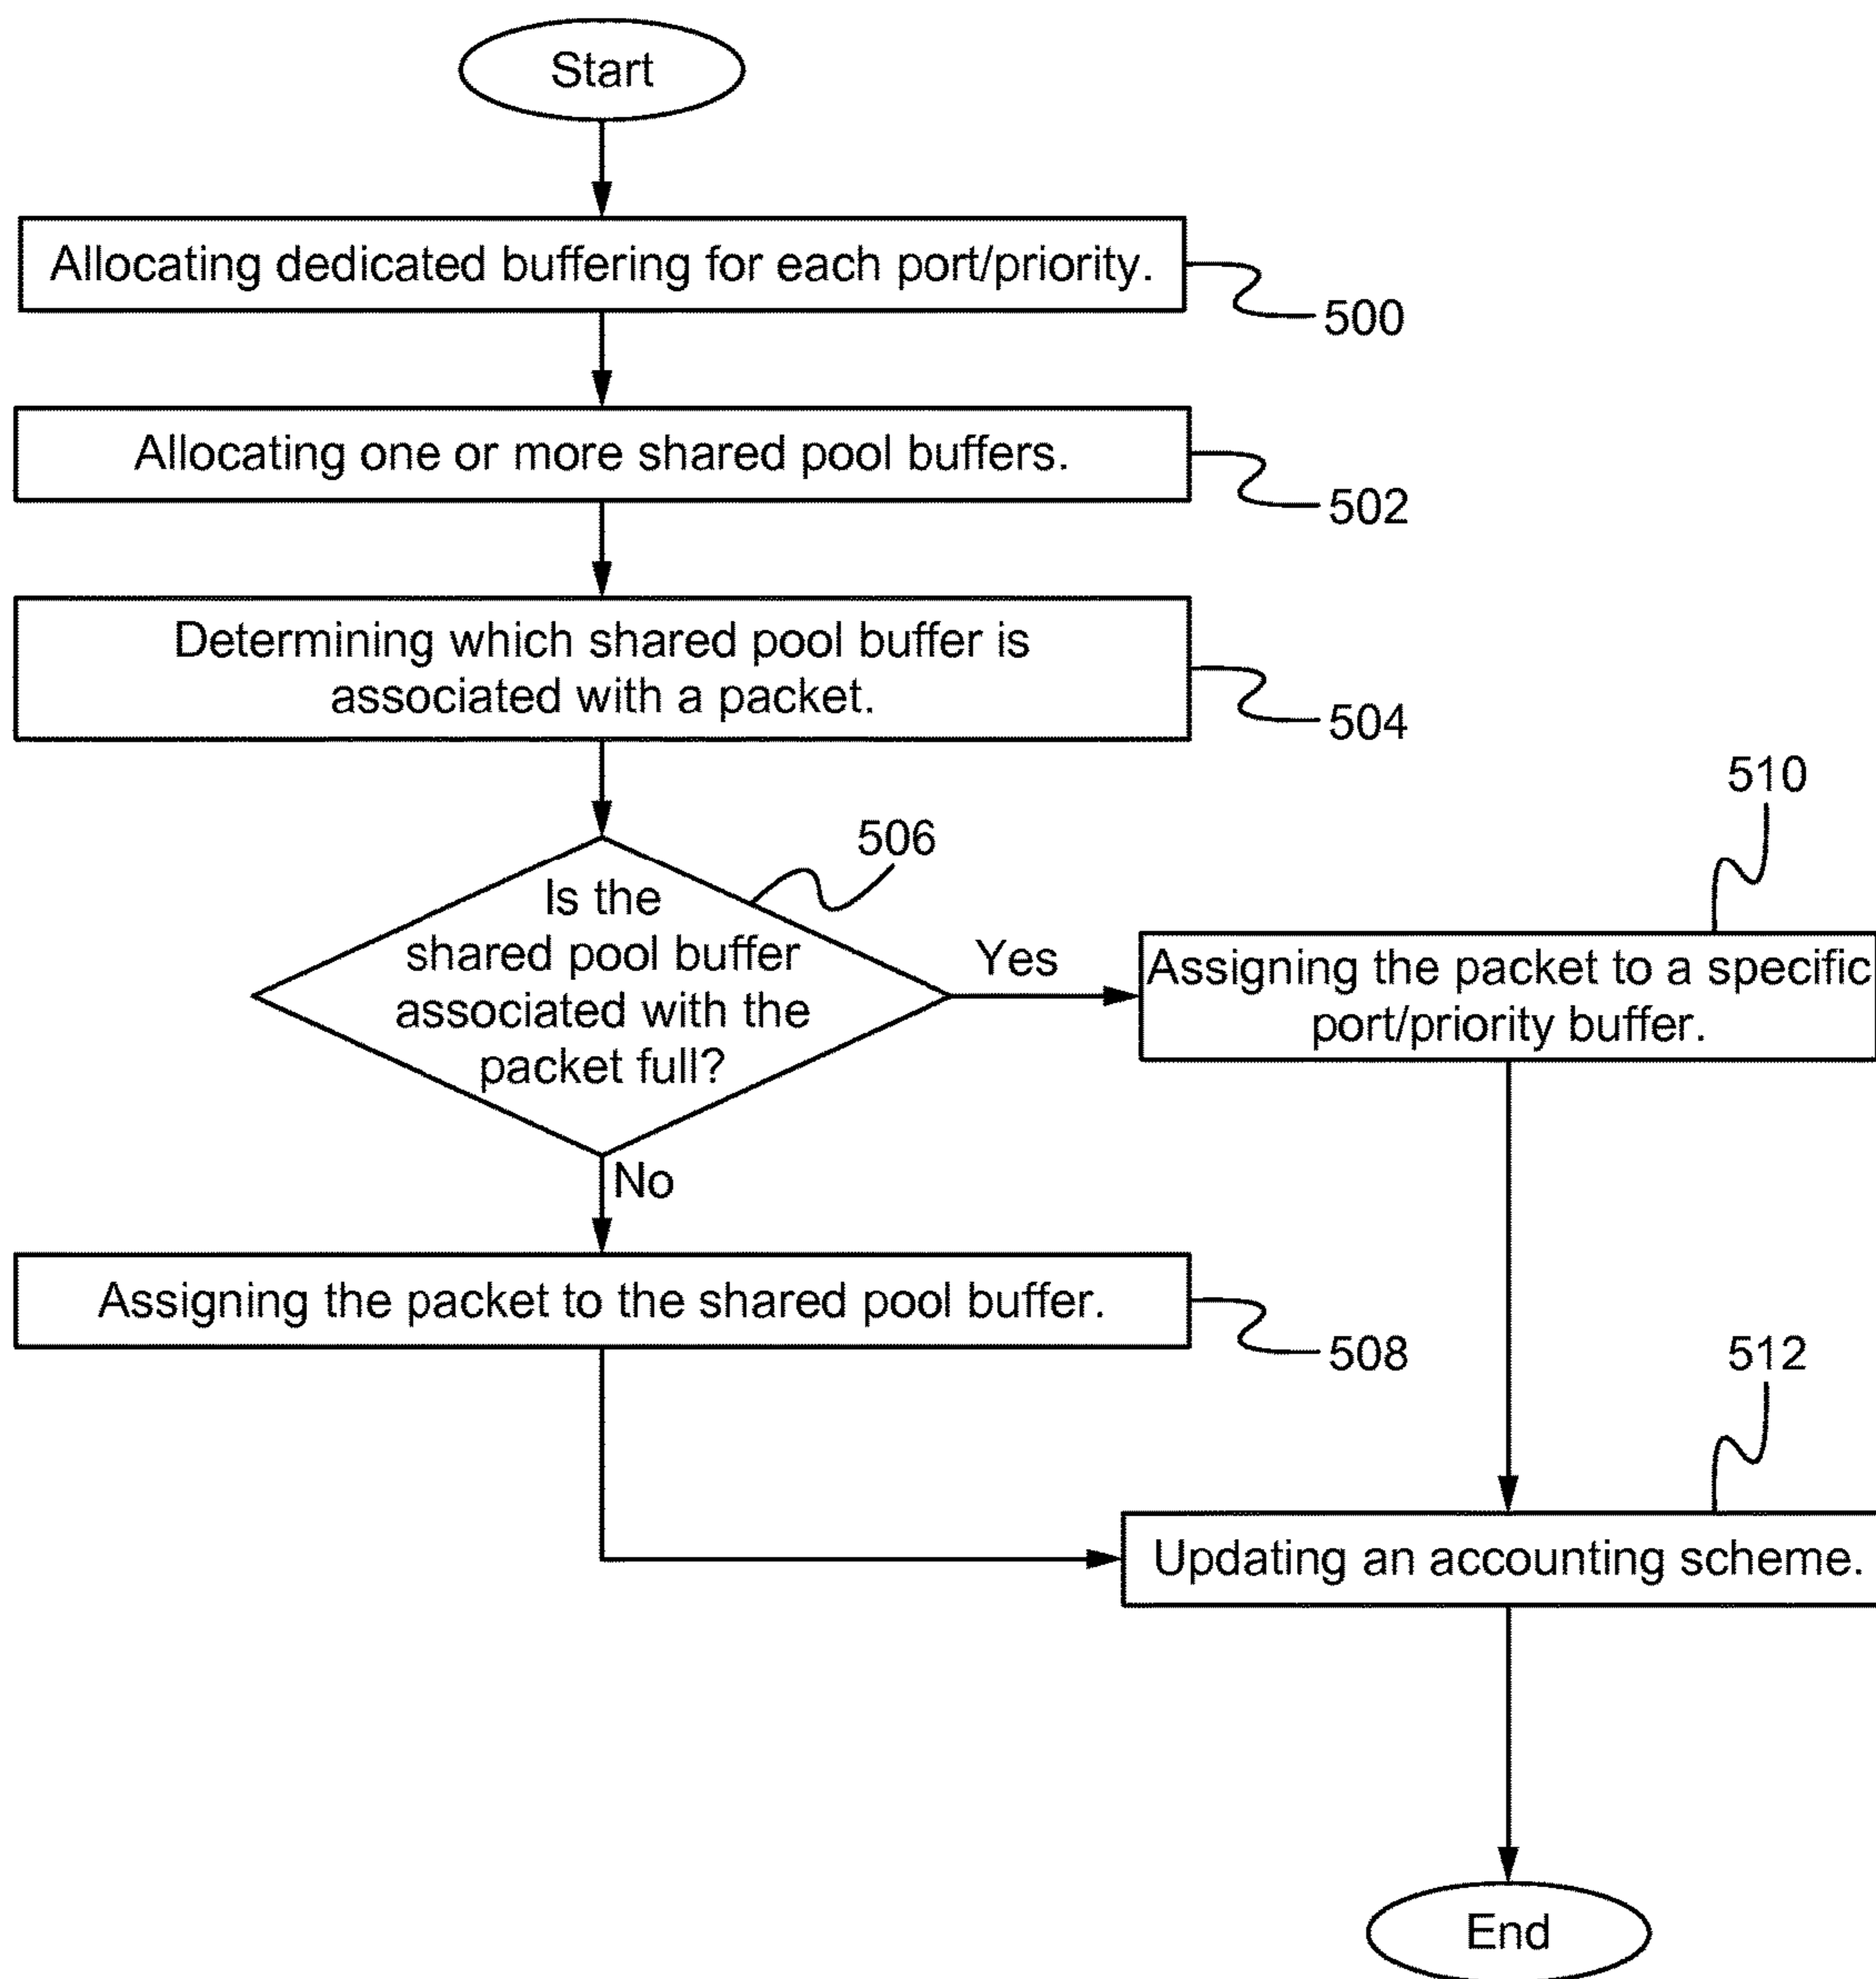 Start
Allocating dedicated buffering for each port/priority.
500
Allocating one or more shared pool buffers.
502
Determining which shared pool buffer is
associated with a packet.
504
506
Is the
shared pool buffer
associated with the
packet full?
Yes
510
Assigning the packet to a specific
port/priority buffer.
No
Assigning the packet to the shared pool buffer.
508
512
Updating an accounting scheme.
End